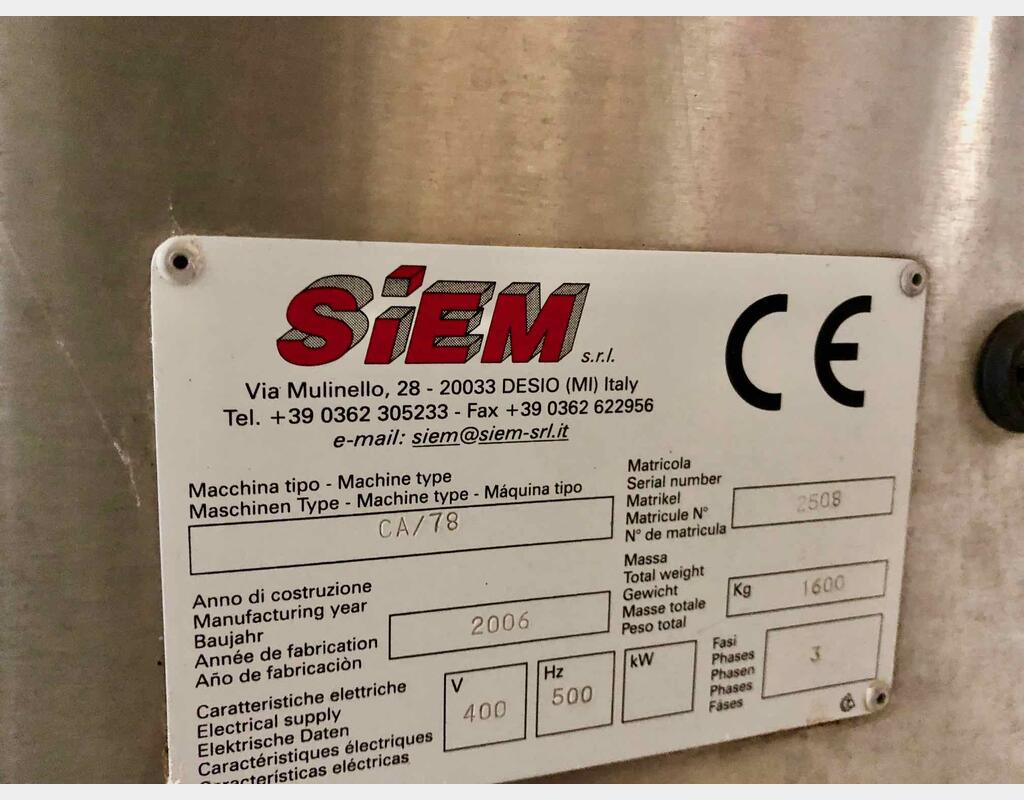 SiEM s.r.l.
CE
Via Mulinello, 28 - 20033 DESIO (MI) Italy
Tel. +39 0362 305233 - Fax +39 0362 622956
e-mail: siem@siem-srl.it
Macchina tipo - Machine type
Maschinen Type - Machine type - Máquina tipo
CA/78
Matricola
Serial number
Matrikel
Matricule N°
N° de matricula
2508
Anno di costruzione
Manufacturing year
Baujahr
Année de fabrication
Año de fabricaciòn
2006
Massa
Total weight
Gewicht
Masse totale
Peso total
Kg 1600
Caratteristiche elettriche
Electrical supply
Elektrische Daten
Caractéristiques électriques
Características eléctricas
V
400
Hz
500
kW
Fasi
Phases
Phasen
Phases
Fáses
3